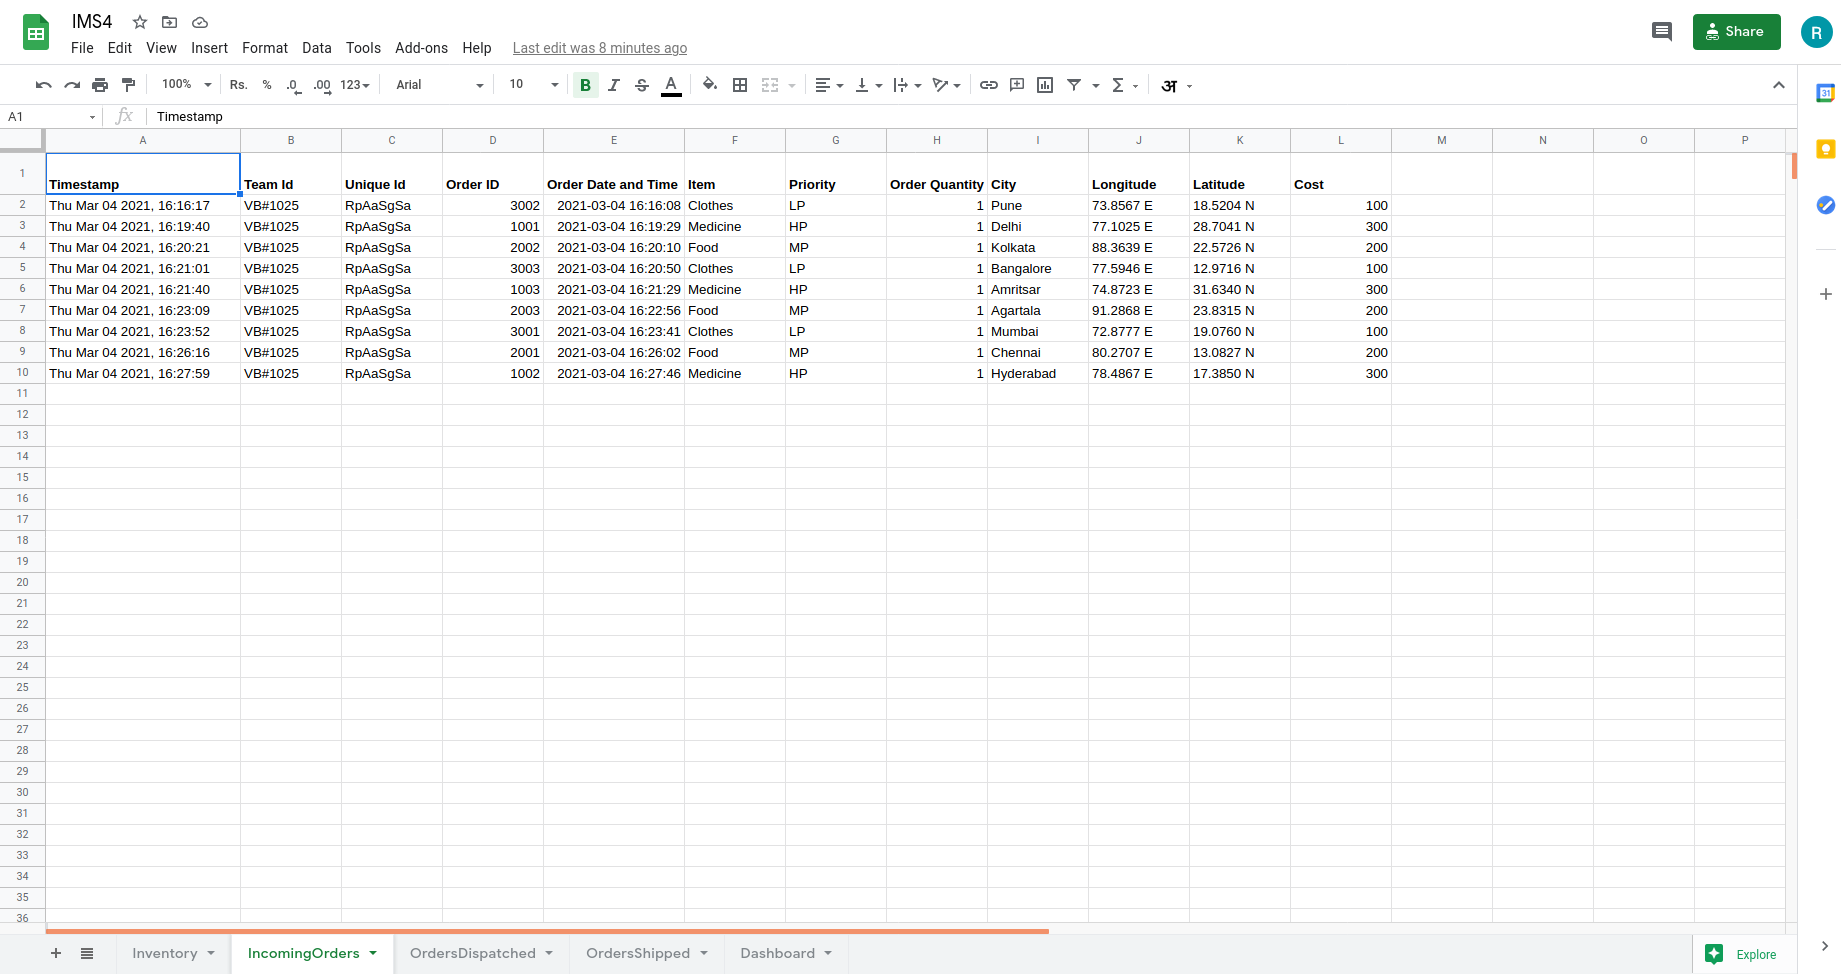 IMS4
File Edit View Insert Format Data Tools Add-ons Help Last edit was 8 minutes ago
Share
R
100% Rs. % .0 .00 123 Arial 10 B I S A Σ अ
31
A1 fx Timestamp
A B C D E F G H I J K L M N O P
1 Timestamp Team Id Unique Id Order ID Order Date and Time Item Priority Order Quantity City Longitude Latitude Cost
2 Thu Mar 04 2021, 16:16:17 VB#1025 RpAaSgSa 3002 2021-03-04 16:16:08 Clothes LP 1 Pune 73.8567 E 18.5204 N 100
3 Thu Mar 04 2021, 16:19:40 VB#1025 RpAaSgSa 1001 2021-03-04 16:19:29 Medicine HP 1 Delhi 77.1025 E 28.7041 N 300
4 Thu Mar 04 2021, 16:20:21 VB#1025 RpAaSgSa 2002 2021-03-04 16:20:10 Food MP 1 Kolkata 88.3639 E 22.5726 N 200
5 Thu Mar 04 2021, 16:21:01 VB#1025 RpAaSgSa 3003 2021-03-04 16:20:50 Clothes LP 1 Bangalore 77.5946 E 12.9716 N 100
6 Thu Mar 04 2021, 16:21:40 VB#1025 RpAaSgSa 1003 2021-03-04 16:21:29 Medicine HP 1 Amritsar 74.8723 E 31.6340 N 300
7 Thu Mar 04 2021, 16:23:09 VB#1025 RpAaSgSa 2003 2021-03-04 16:22:56 Food MP 1 Agartala 91.2868 E 23.8315 N 200
8 Thu Mar 04 2021, 16:23:52 VB#1025 RpAaSgSa 3001 2021-03-04 16:23:41 Clothes LP 1 Mumbai 72.8777 E 19.0760 N 100
9 Thu Mar 04 2021, 16:26:16 VB#1025 RpAaSgSa 2001 2021-03-04 16:26:02 Food MP 1 Chennai 80.2707 E 13.0827 N 200
10 Thu Mar 04 2021, 16:27:59 VB#1025 RpAaSgSa 1002 2021-03-04 16:27:46 Medicine HP 1 Hyderabad 78.4867 E 17.3850 N 300
11
12
13
14
15
16
17
18
19
20
21
22
23
24
25
26
27
28
29
30
31
32
33
34
35
36
Inventory IncomingOrders OrdersDispatched OrdersShipped Dashboard Explore